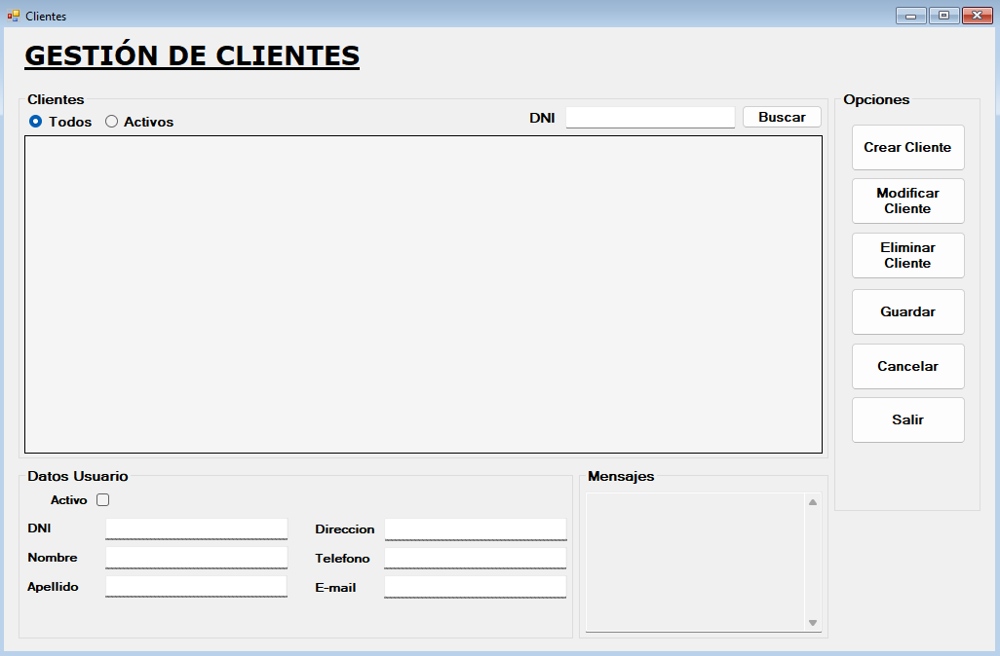 Clientes
GESTIÓN DE CLIENTES
Clientes
Todos Activos DNI Buscar
Opciones
Crear Cliente
Modificar
Cliente
Eliminar
Cliente
Guardar
Cancelar
Salir
Datos Usuario
Activo
DNI
Nombre
Apellido
Direccion
Telefono
E-mail
Mensajes